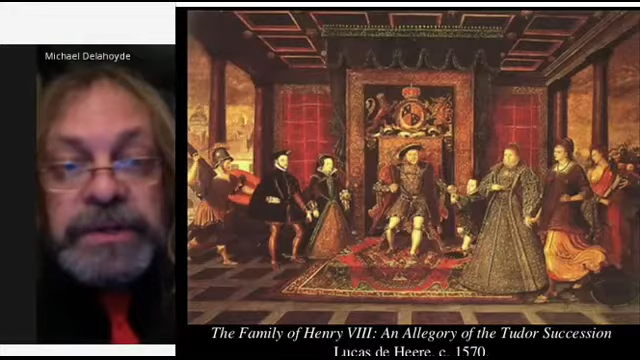 Michael Delahoyde
The Family of Henry VIII: An Allegory of the Tudor Succession
Lucas de Heere, c. 1570